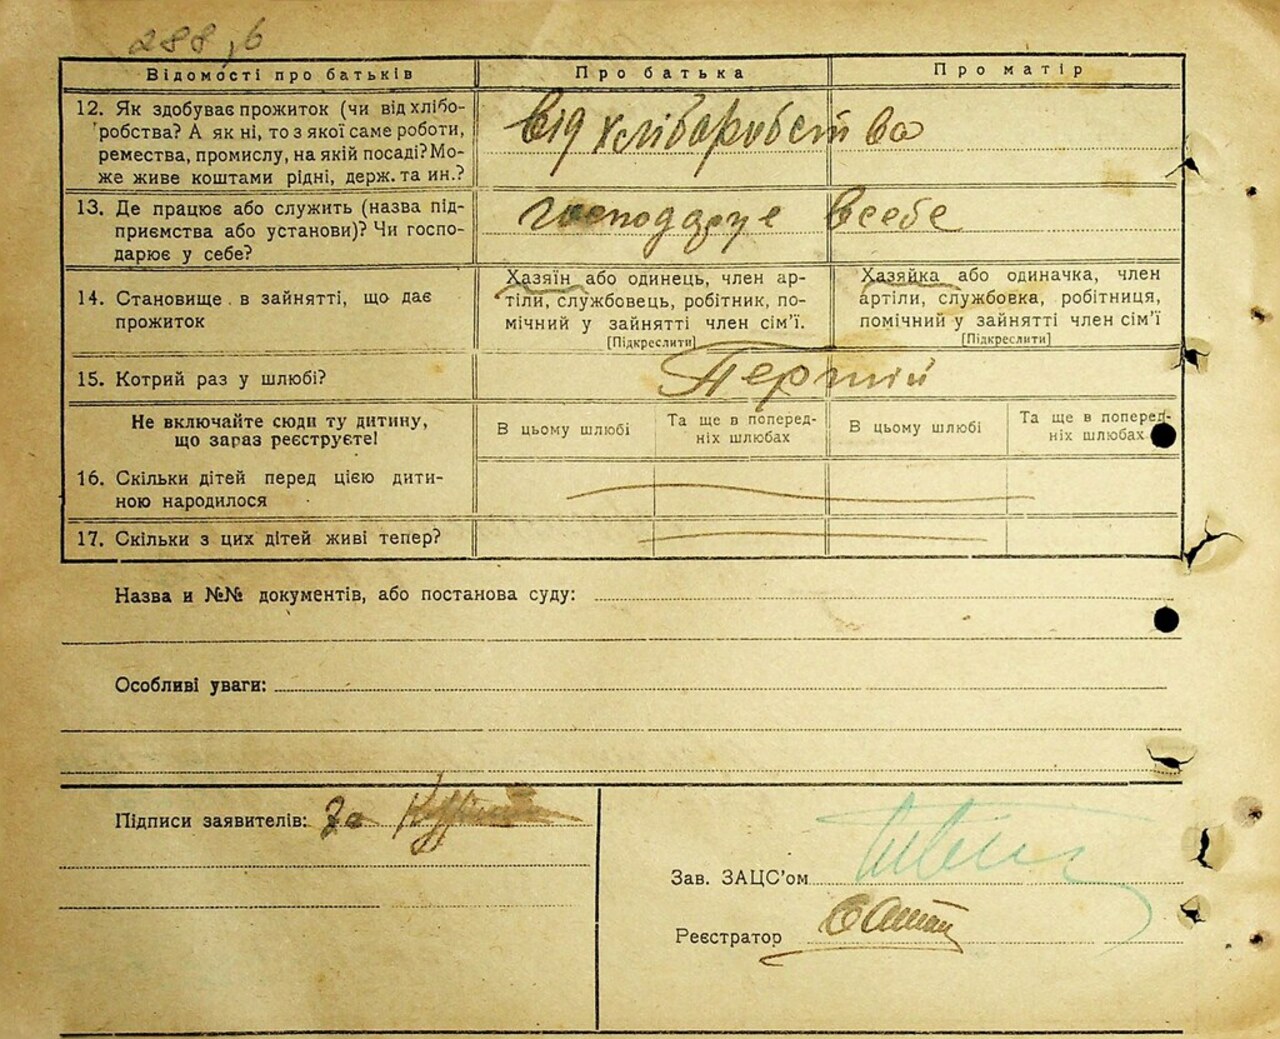 288 зб
Відомості про батьків
Про батька
Про матір
12. Як здобуває прожиток (чи від хлібо-
робства? А як ні, то з якої саме роботи,
ремества, промислу, на якій посаді? Мо-
же живе коштами рідні, держ. та ин.?
від хліборобства
13. Де працює або служить (назва під-
приємства або установи)? Чи госпо-
дарює у себе?
господарує в себе
14. Становище в зайнятті, що дає
прожиток
Хазяїн або одинець, член ар-
тіли, службовець, робітник, по-
мічний у зайнятті член сім'ї.
[Підкреслити]
Хазяйка або одиначка, член
артіли, службовка, робітниця,
помічний у зайнятті член сім'ї
[Підкреслити]
15. Котрий раз у шлюбі?
Перший
Не включайте сюди ту дитину,
що зараз реєструєте!
В цьому шлюбі
Та ще в поперед-
ніх шлюбах
В цьому шлюбі
Та ще в поперед-
ніх шлюбах
16. Скільки дітей перед цією дити-
ною народилося
17. Скільки з цих дітей живі тепер?
Назва и №№ документів, або постанова суду:
Особливі уваги:
Підписи заявителів: За
Зав. ЗАЦС'ом
Реєстратор